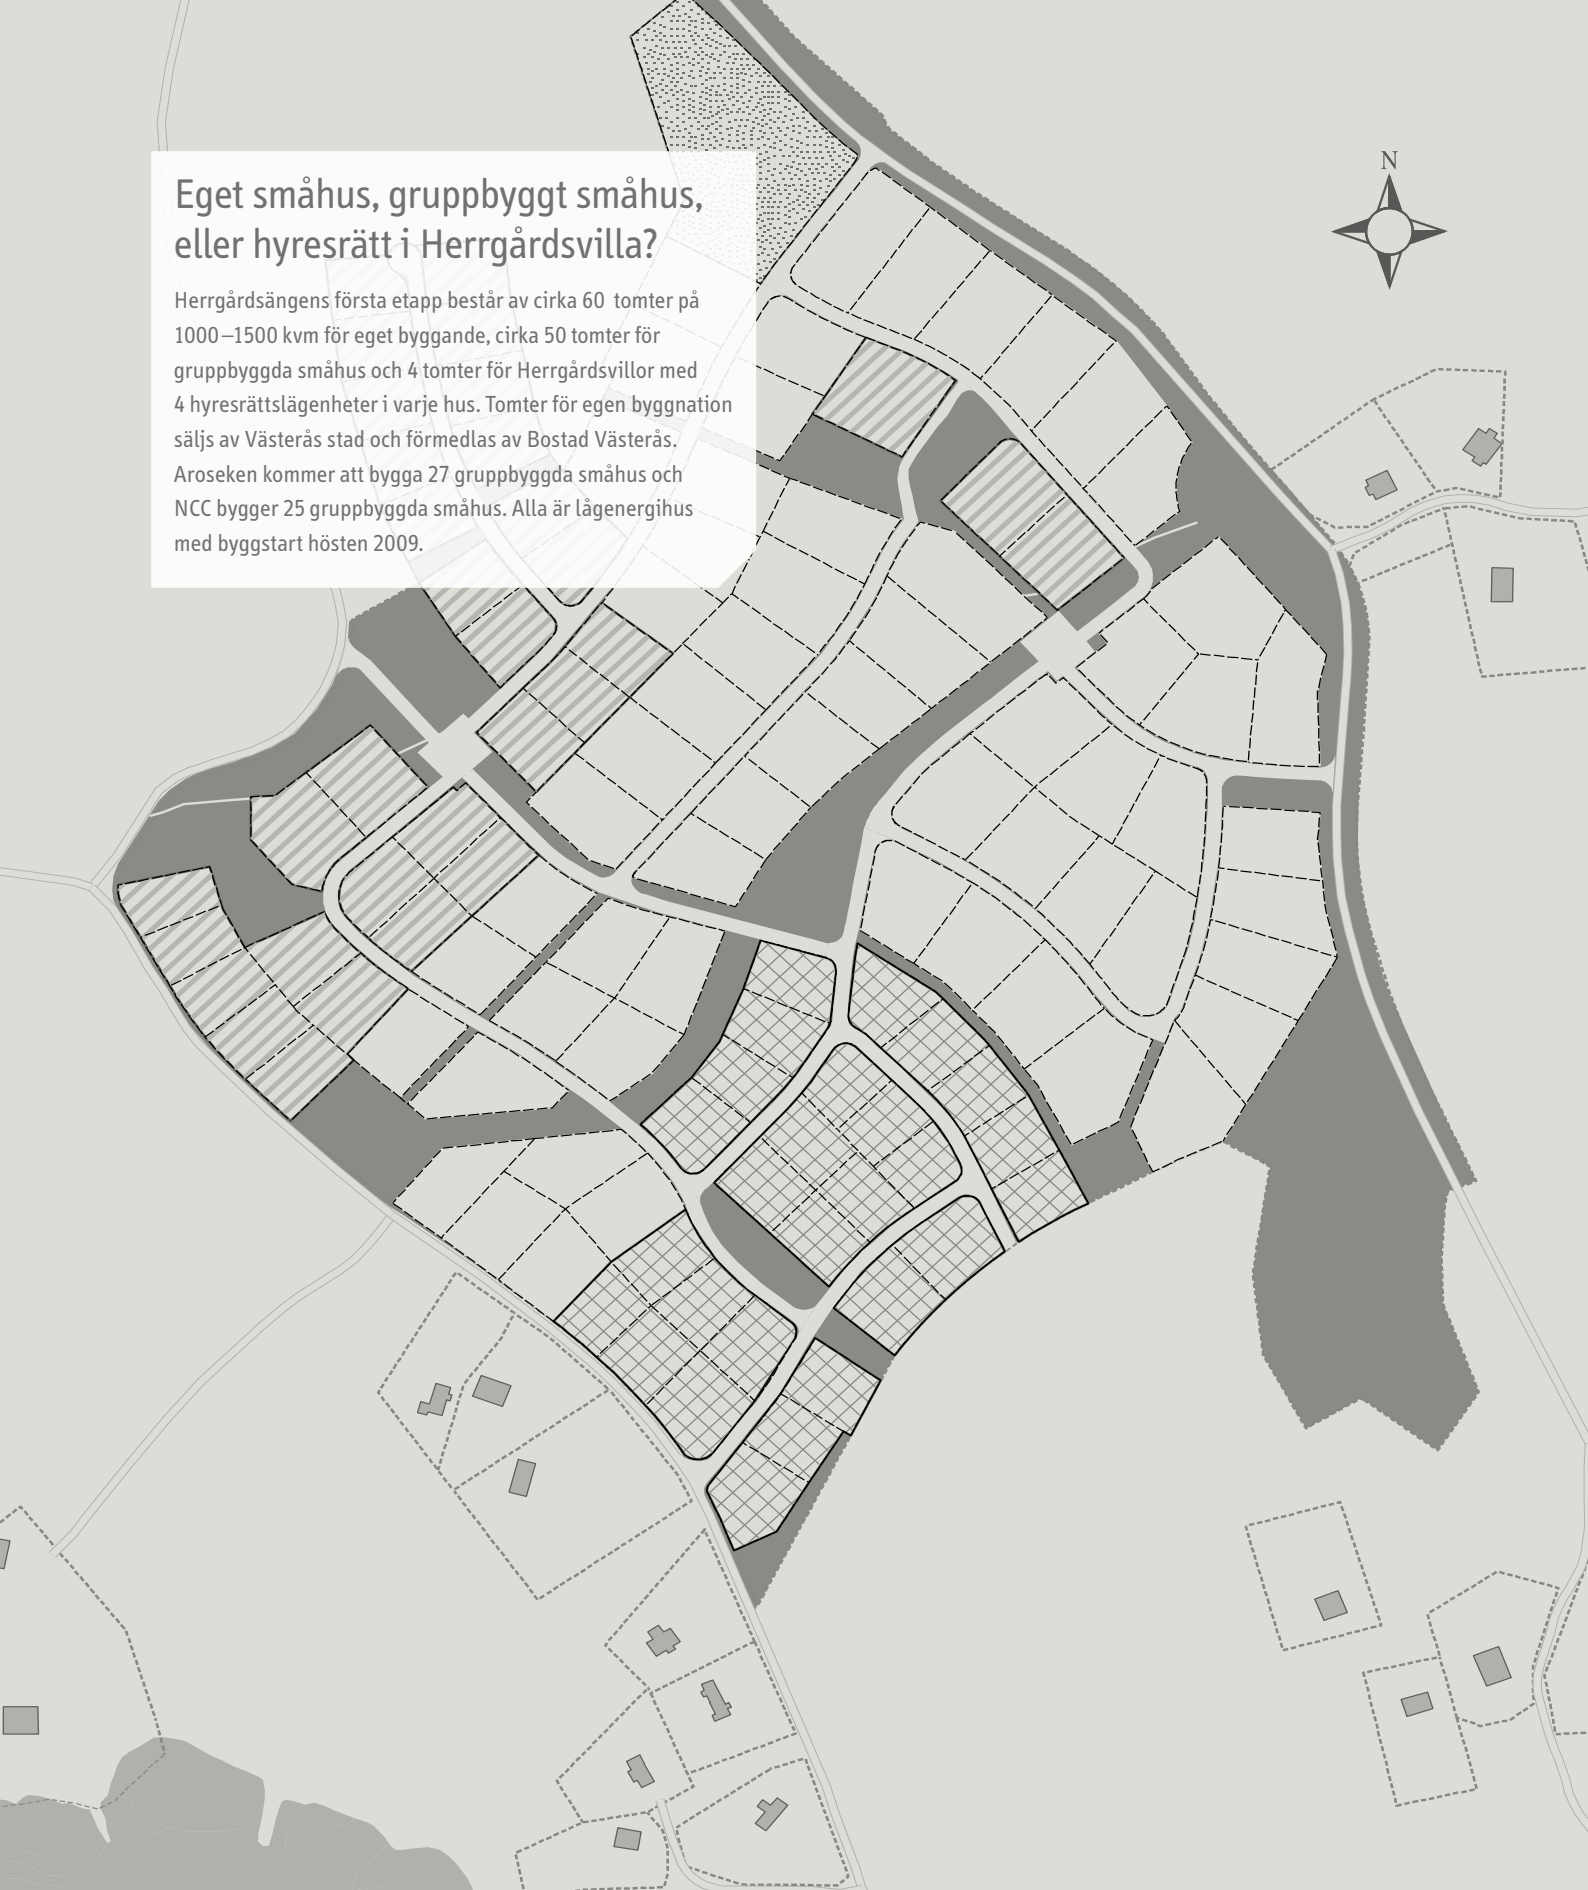 Eget småhus, gruppbyggt småhus,
eller hyresrätt i Herrgårdsvilla?
Herrgårdsängens första etapp består av cirka 60 tomter på
1000–1500 kvm för eget byggande, cirka 50 tomter för
gruppbyggda småhus och 4 tomter för Herrgårdsvillor med
4 hyresrättslägenheter i varje hus. Tomter för egen byggnation
säljs av Västerås stad och förmedlas av Bostad Västerås.
Aroseken kommer att bygga 27 gruppbyggda småhus och
NCC bygger 25 gruppbyggda småhus. Alla är lågenergihus
med byggstart hösten 2009.
N